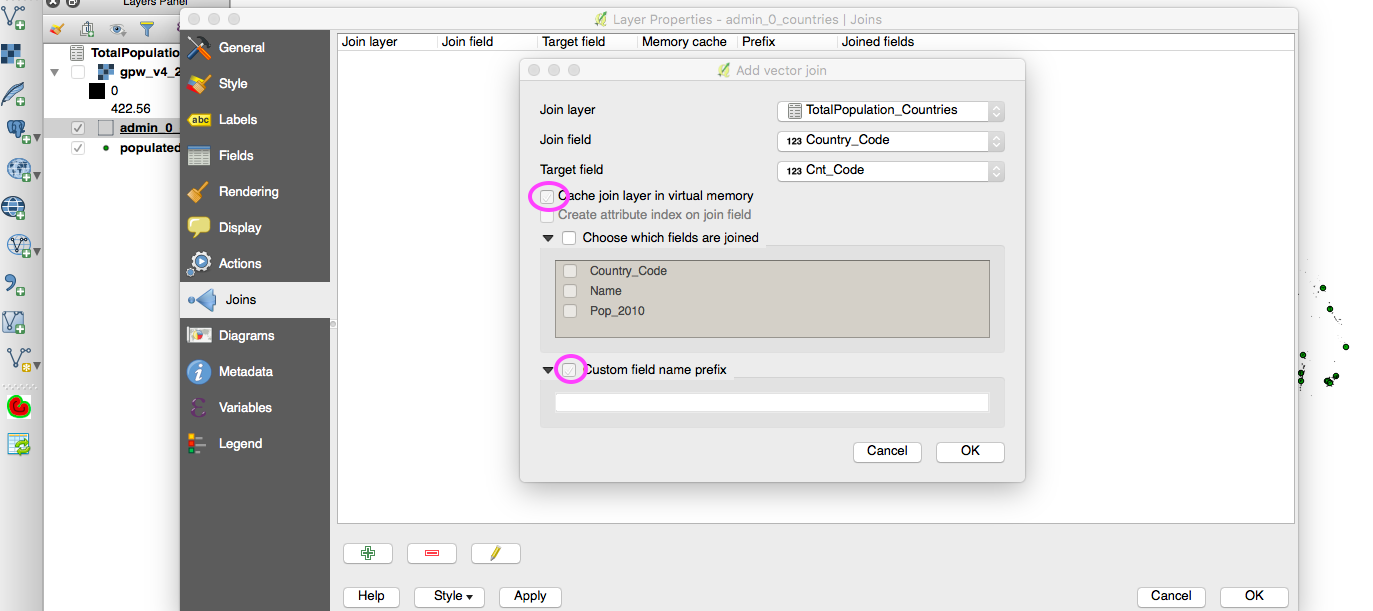 Layers Panel
Layer Properties - admin_0_countries | Joins
TotalPopulation
gpw_v4_2
0
422.56
admin_0_
populated
General
Style
abc Labels
Fields
Rendering
Display
Actions
Joins
Diagrams
Metadata
Variables
Legend
Join layer Join field Target field Memory cache Prefix Joined fields
Add vector join
Join layer TotalPopulation_Countries
Join field 123 Country_Code
Target field 123 Cnt_Code
Cache join layer in virtual memory
Create attribute index on join field
Choose which fields are joined
Country_Code
Name
Pop_2010
Custom field name prefix
Cancel OK
Help Style Apply Cancel OK